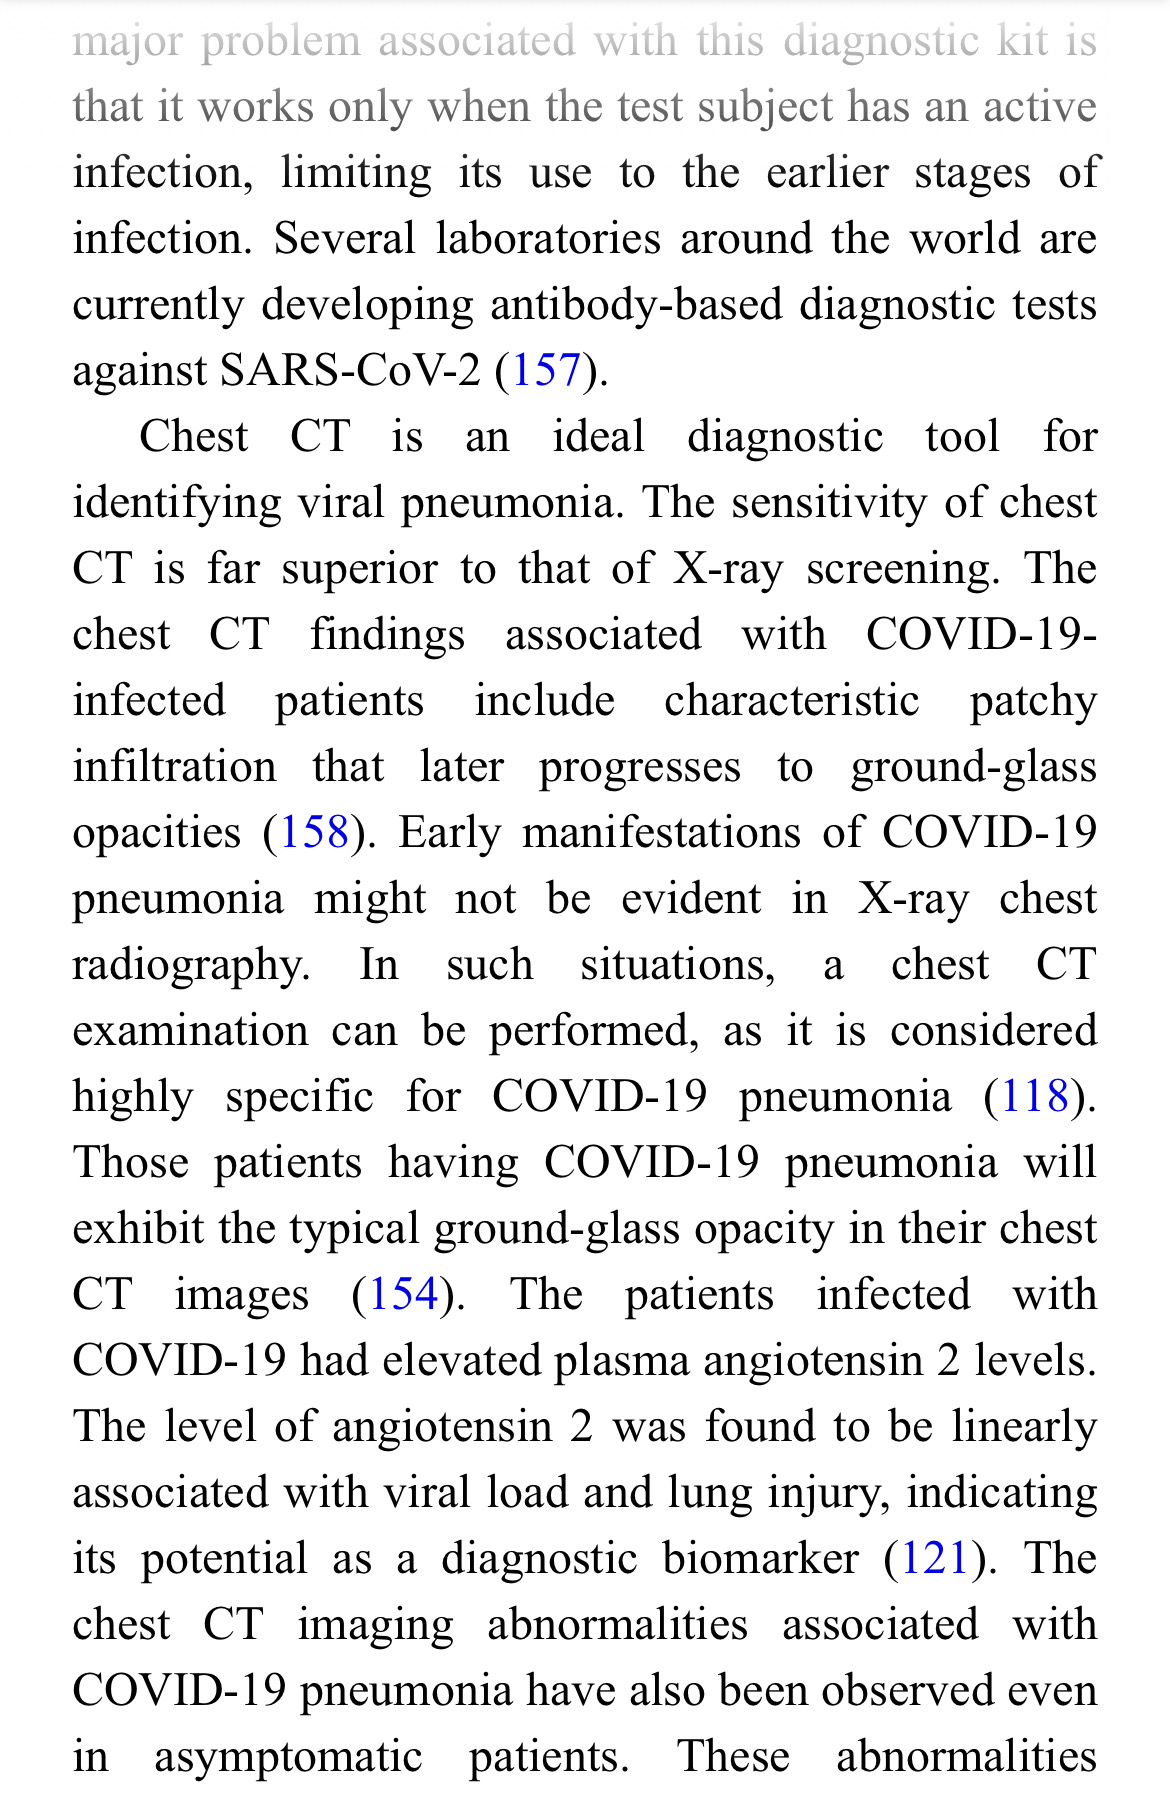 major problem associated with this diagnostic kit is
that it works only when the test subject has an active
infection, limiting its use to the earlier stages of
infection. Several laboratories around the world are
currently developing antibody-based diagnostic tests
against SARS-CoV-2 (157).
Chest CT is an ideal diagnostic tool for
identifying viral pneumonia. The sensitivity of chest
CT is far superior to that of X-ray screening. The
chest CT findings associated with COVID-19-
infected patients include characteristic patchy
infiltration that later progresses to ground-glass
opacities (158). Early manifestations of COVID-19
pneumonia might not be evident in X-ray chest
radiography. In such situations, a chest CT
examination can be performed, as it is considered
highly specific for COVID-19 pneumonia (118).
Those patients having COVID-19 pneumonia will
exhibit the typical ground-glass opacity in their chest
CT images (154). The patients infected with
COVID-19 had elevated plasma angiotensin 2 levels.
The level of angiotensin 2 was found to be linearly
associated with viral load and lung injury, indicating
its potential as a diagnostic biomarker (121). The
chest CT imaging abnormalities associated with
COVID-19 pneumonia have also been observed even
in asymptomatic patients. These abnormalities